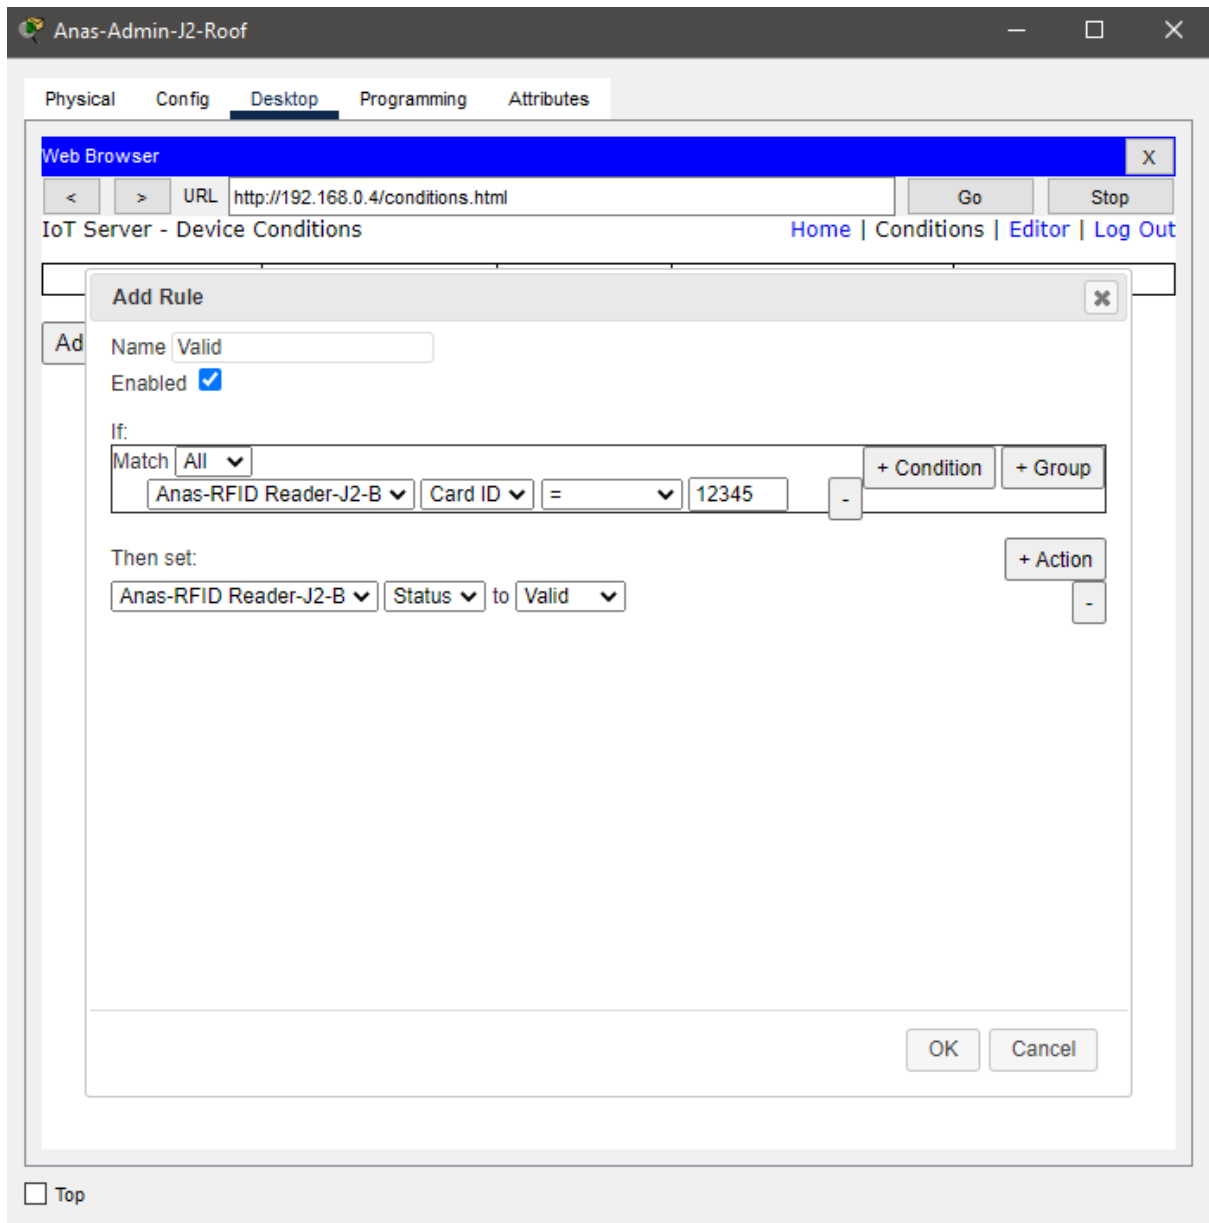 Anas-Admin-J2-Roof
Physical Config Desktop Programming Attributes
Web Browser X
< > URL http://192.168.0.4/conditions.html Go Stop
IoT Server - Device Conditions Home | Conditions | Editor | Log Out
Add Rule
Ad
Name Valid
Enabled
If:
Match All + Condition + Group
Anas-RFID Reader-J2-B Card ID = 12345 -
Then set: + Action
Anas-RFID Reader-J2-B Status to Valid -
OK Cancel
Top